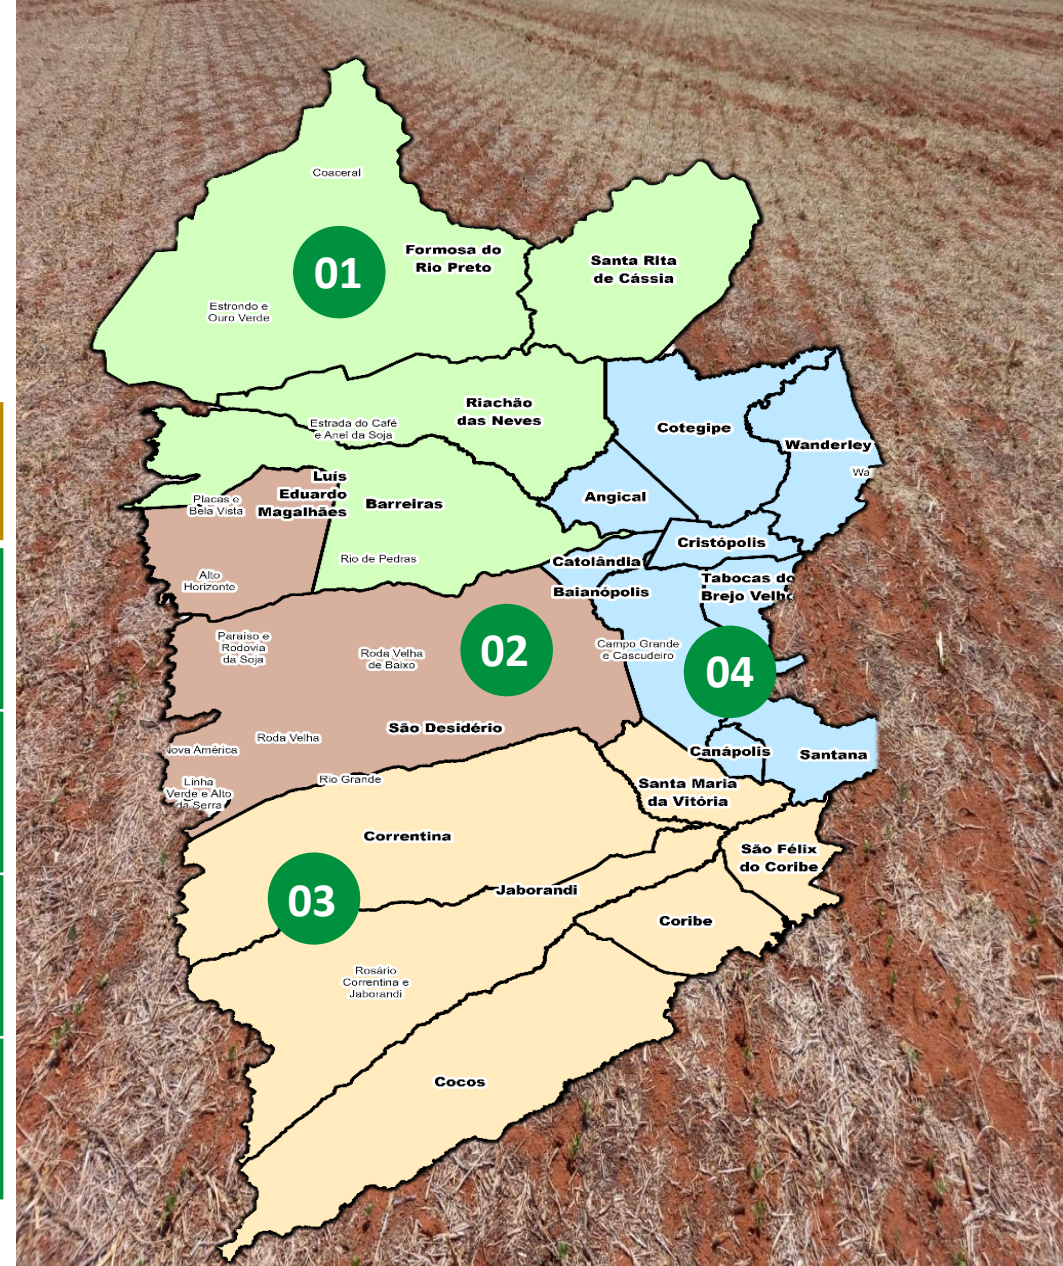 Coaceral
01
Formosa do
Rio Preto
Santa Rita
de Cássia
Estrondo e
Ouro Verde
Riachão
das Neves
Estrada do Café
e Anel da Soja
Cotegipe
Wanderley
Wa
Luís
Eduardo
Magalhães
Placas e
Bela Vista
Barreiras
Angical
Cristópolis
Rio de Pedras
Catolândia
Alto
Horizonte
Baianópolis
Tabocas do
Brejo Velho
Paraíso e
Rodovia
da Soja
Roda Velha
de Baixo
02
Campo Grande
e Cascudeiro
04
São Desidério
Roda Velha
Nova América
Canápolis
Santana
Rio Grande
Linha
Verde e Alto
da Serra
Santa Maria
da Vitória
Correntina
São Félix
do Coribe
03
Jaborandi
Coribe
Rosário
Correntina e
Jaborandi
Cocos